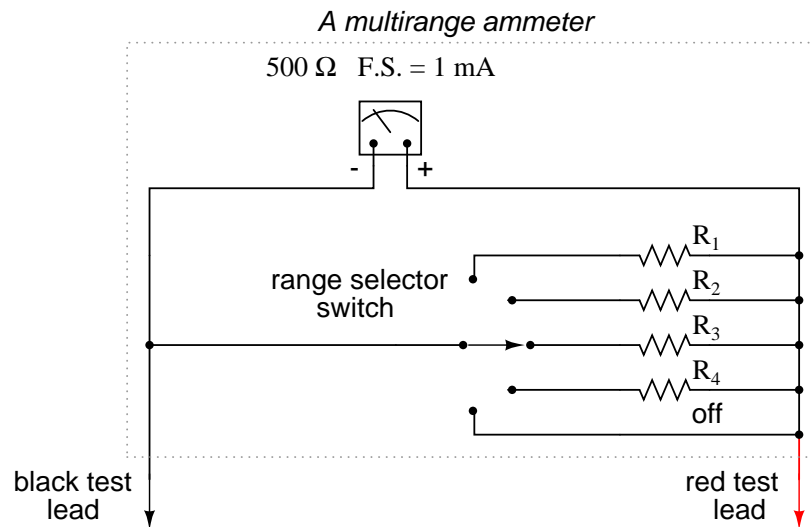 A multirange ammeter
500 Ω F.S. = 1 mA
- +
R1
range selector
switch
R2
R3
R4
off
black test
lead
red test
lead